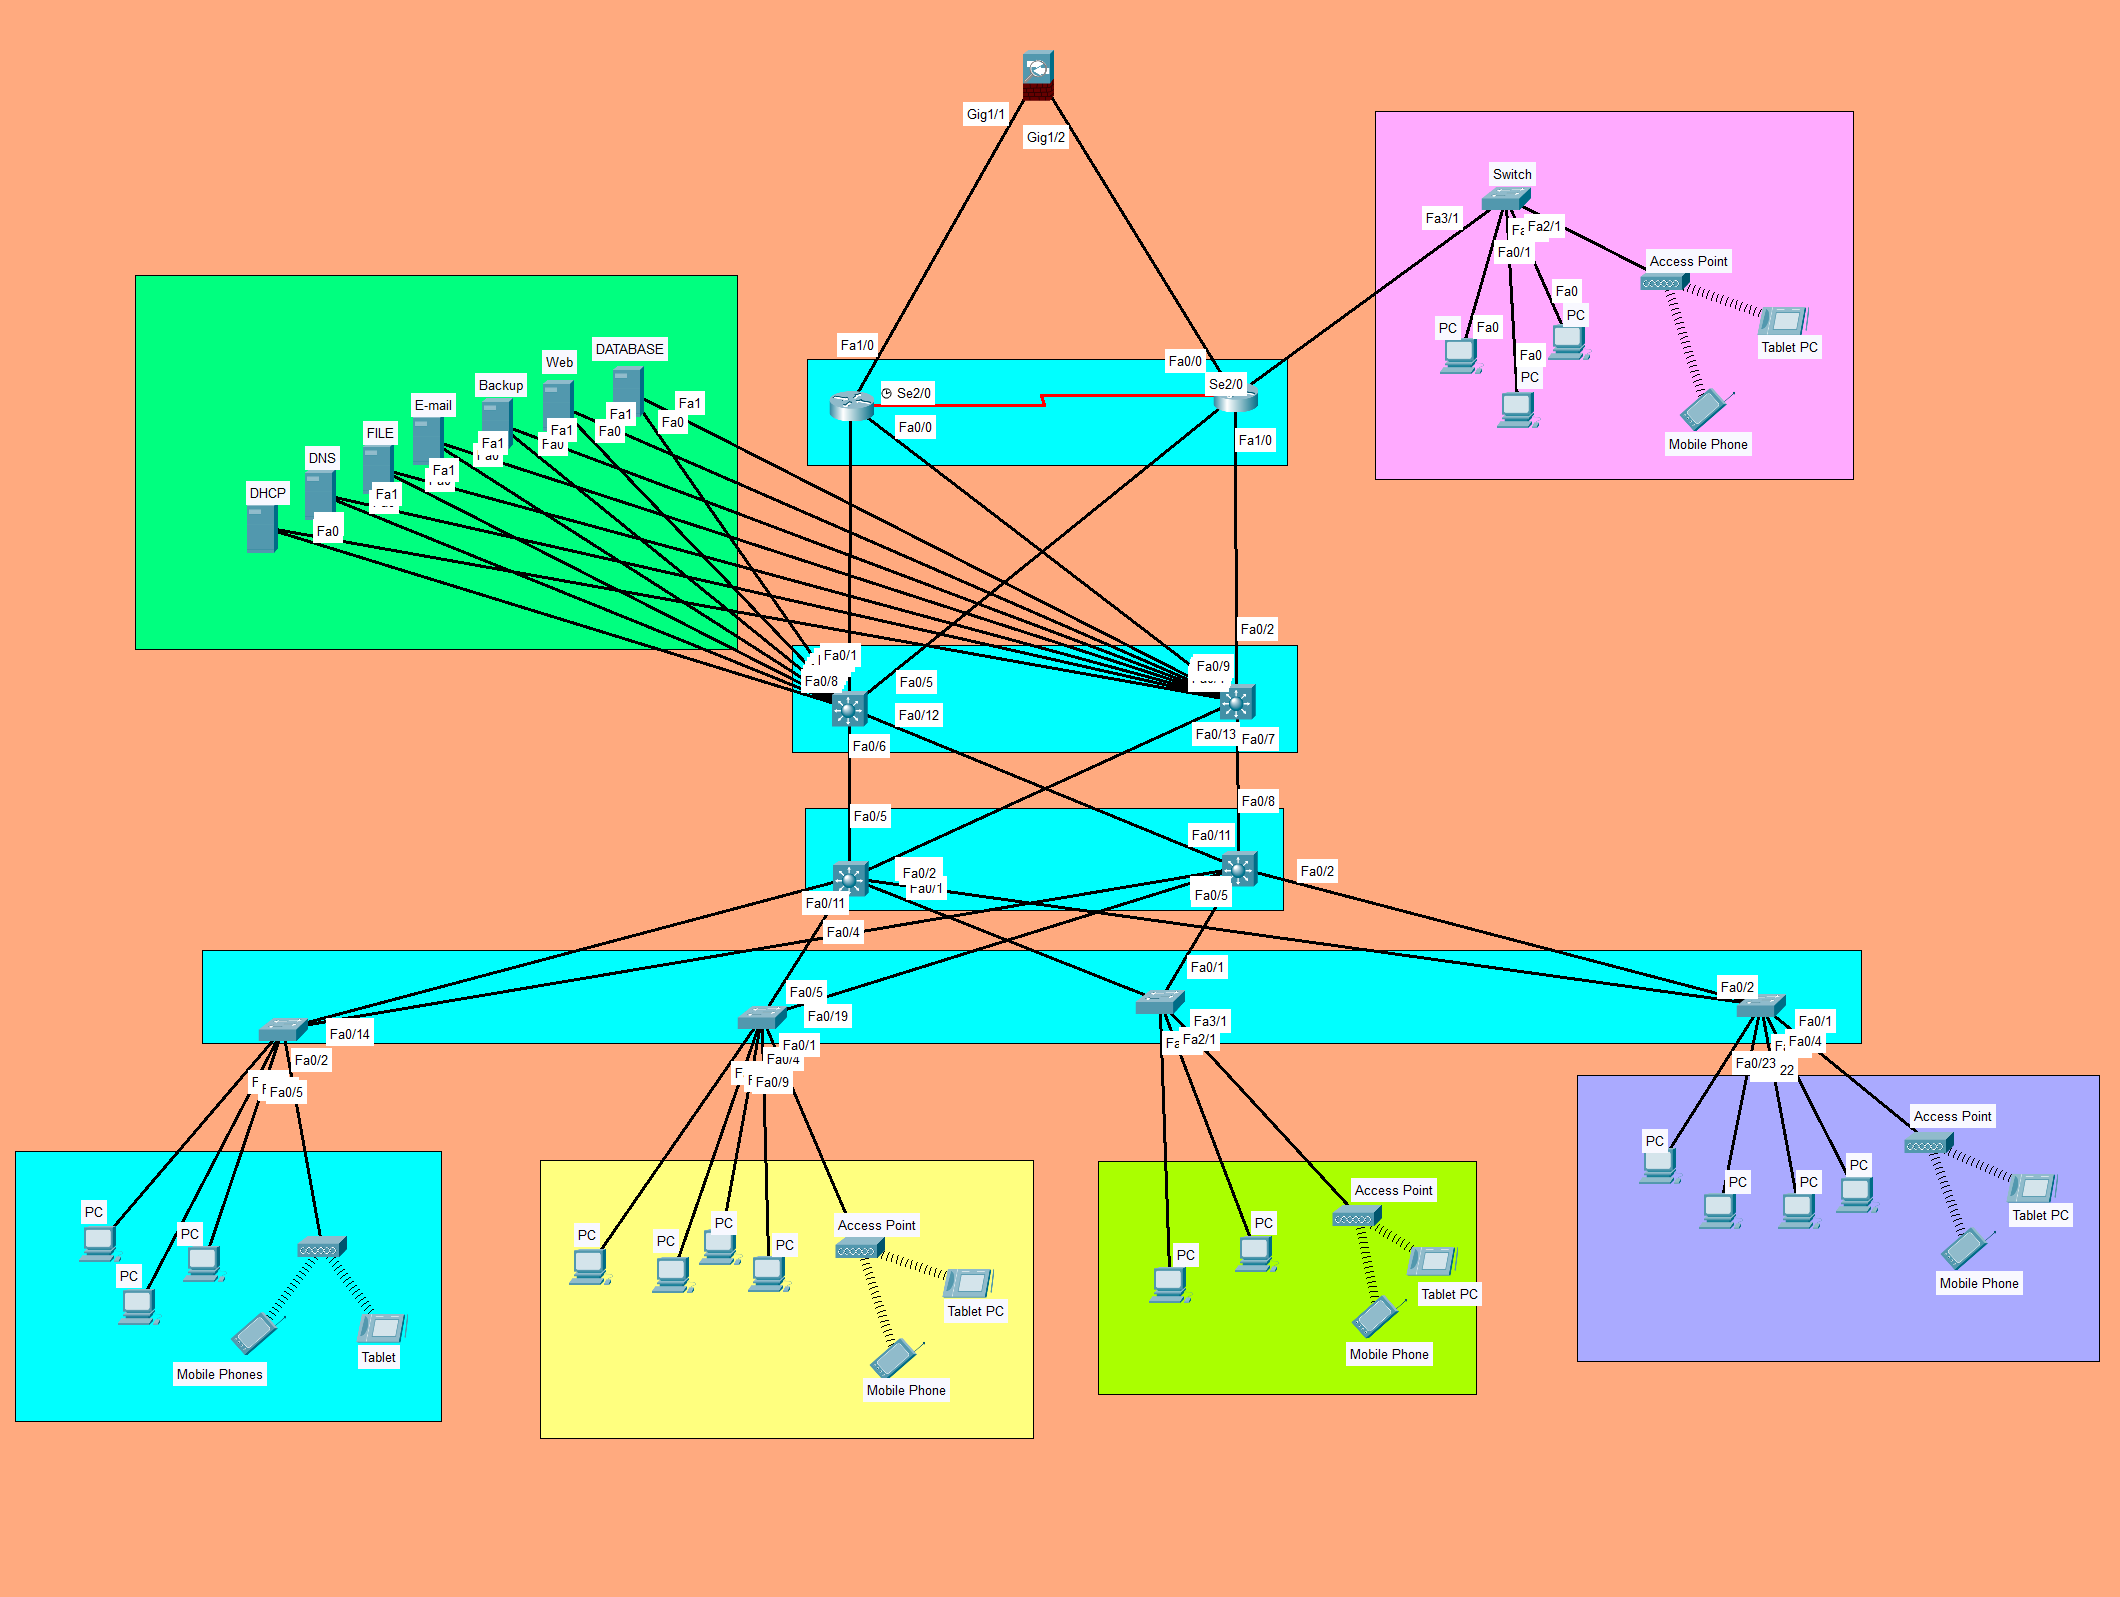 Gig1/1
Gig1/2
Switch
Fa3/1
Fa2/1
Fa0/1
Access Point
Fa0
PC
PC
Fa0
Tablet PC
Fa0
PC
Mobile Phone
Fa1/0
Fa0/0
Se2/0
Se2/0
Fa0/0
Fa1/0
DATABASE
Web
Backup
E-mail
FILE
DNS
DHCP
Fa1
Fa0
Fa1
Fa0
Fa1
Fa0
Fa1
Fa0
Fa1
Fa1
Fa0
Fa0/2
Fa0/1
Fa0/8
Fa0/9
Fa0/5
Fa0/12
Fa0/6
Fa0/13
Fa0/7
Fa0/5
Fa0/8
Fa0/11
Fa0/2
Fa0/1
Fa0/2
Fa0/11
Fa0/5
Fa0/4
Fa0/1
Fa0/2
Fa0/5
Fa0/19
Fa0/14
Fa0/2
Fa0/5
Fa0/1
Fa0/4
Fa0/9
Fa3/1
Fa2/1
Fa0/1
Fa0/4
Fa0/23
22
PC
PC
PC
Mobile Phones
Tablet
PC
PC
PC
PC
Access Point
Tablet PC
Mobile Phone
PC
PC
Access Point
Tablet PC
Mobile Phone
PC
PC
PC
PC
Access Point
Tablet PC
Mobile Phone